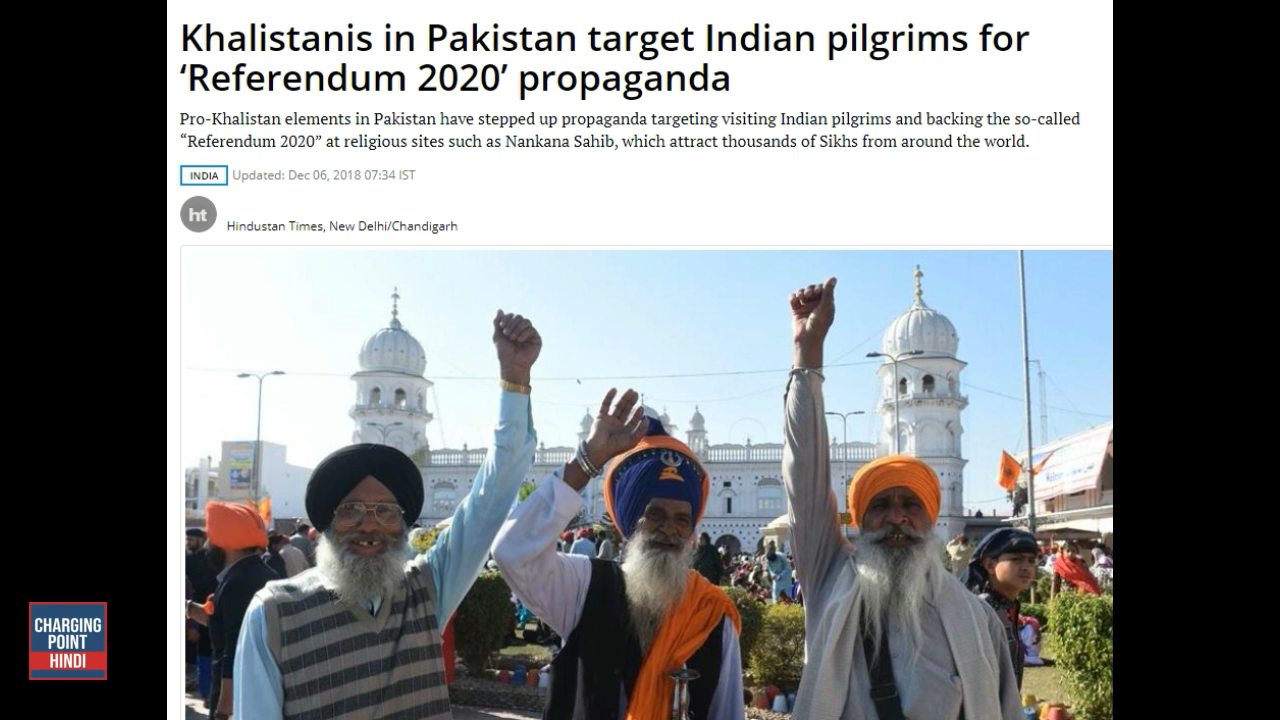 Khalistanis in Pakistan target Indian pilgrims for
‘Referendum 2020’ propaganda
Pro-Khalistan elements in Pakistan have stepped up propaganda targeting visiting Indian pilgrims and backing the so-called
“Referendum 2020” at religious sites such as Nankana Sahib, which attract thousands of Sikhs from around the world.
INDIA Updated: Dec 06, 2018 07:34 IST
ht
Hindustan Times, New Delhi/Chandigarh
CHARGING
POINT
HINDI